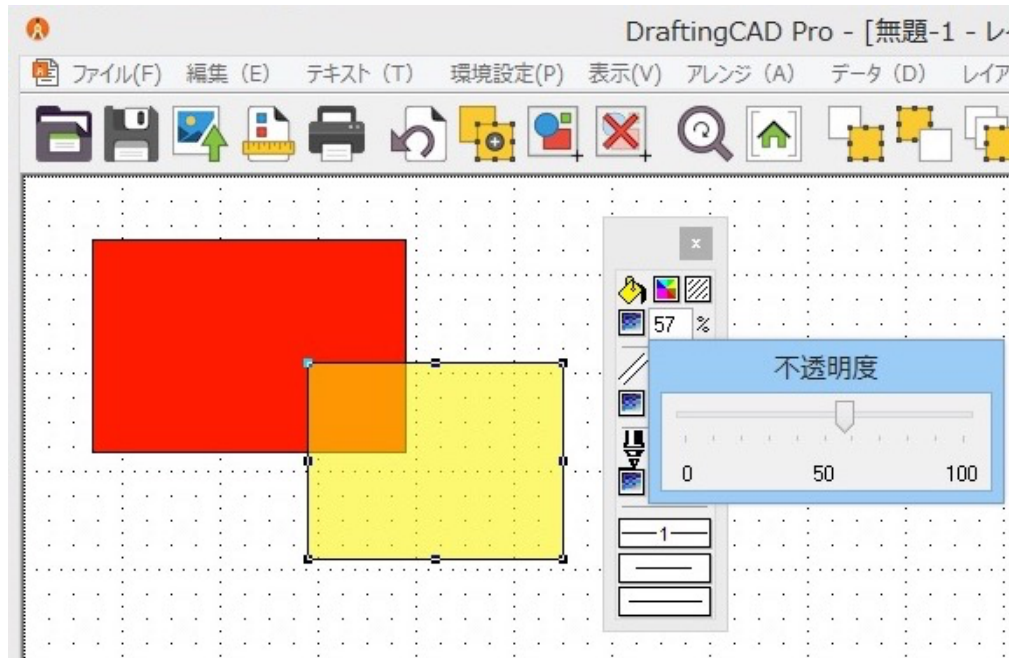 DraftingCAD Pro - [無題-1 - レイ
ファイル(F) 編集 (E) テキスト (T) 環境設定(P) 表示(V) アレンジ (A) データ (D) レイア
x
57 %
不透明度
0 50 100
1